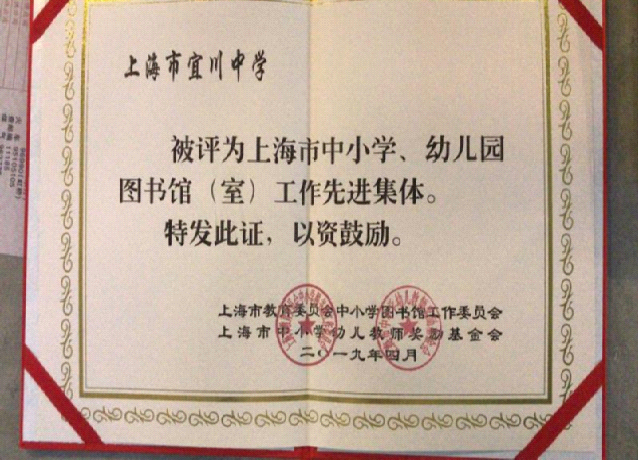 上海市宜川中学
被评为上海市中小学、幼儿园
图书馆（室）工作先进集体。
特发此证，以资鼓励。
上海市教育委员会中小学图书馆工作委员会
上海市中小学幼儿教师奖励基金会
二〇一九年四月